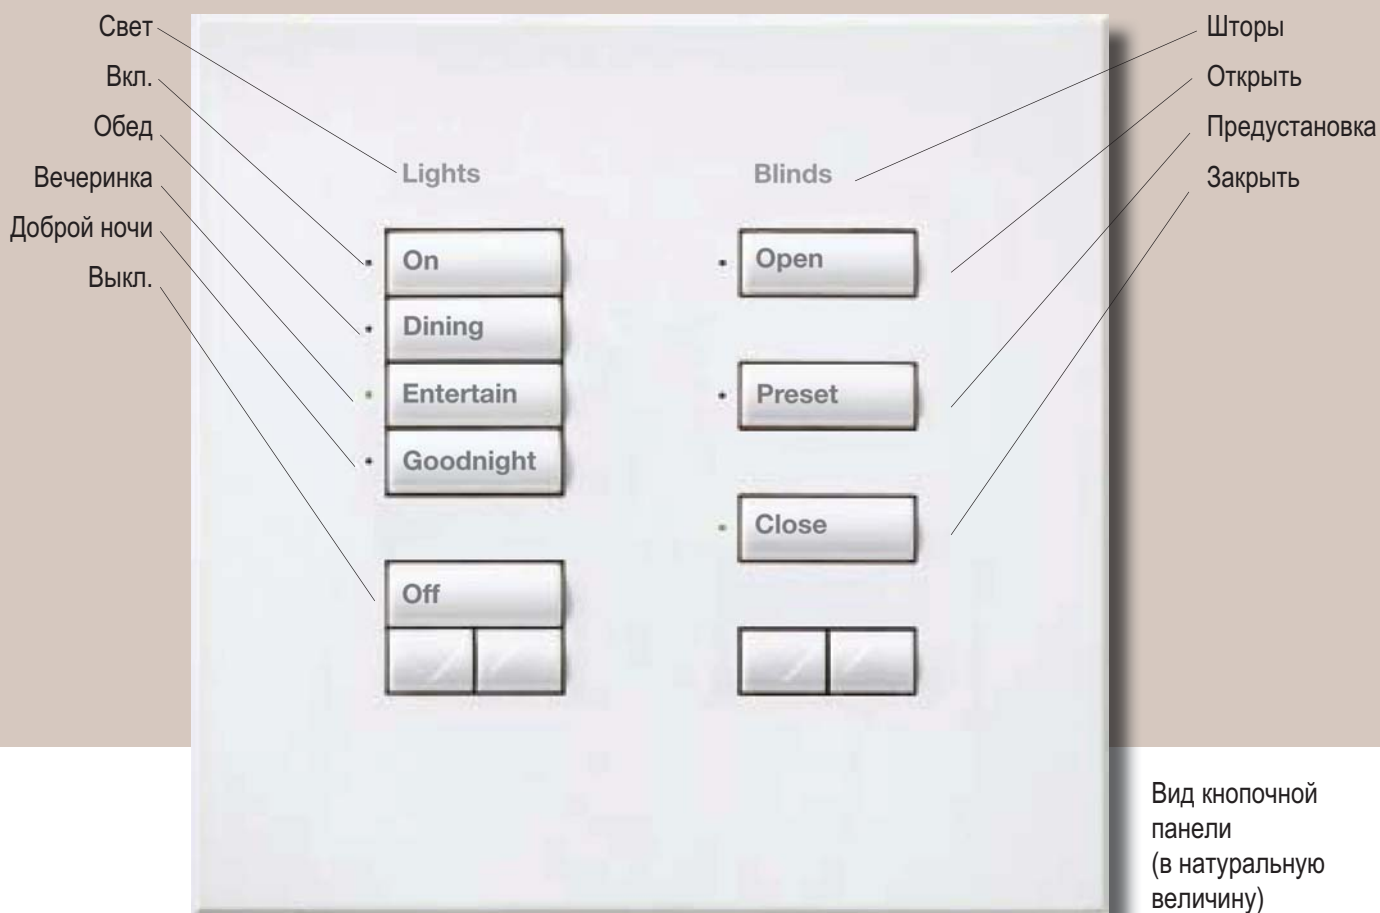 Свет
Вкл.
Обед
Вечеринка
Доброй ночи
Выкл.
Lights
On
Dining
Entertain
Goodnight
Off
Blinds
Open
Preset
Close
Шторы
Открыть
Предустановка
Закрыть
Вид кнопочной
панели
(в натуральную
величину)